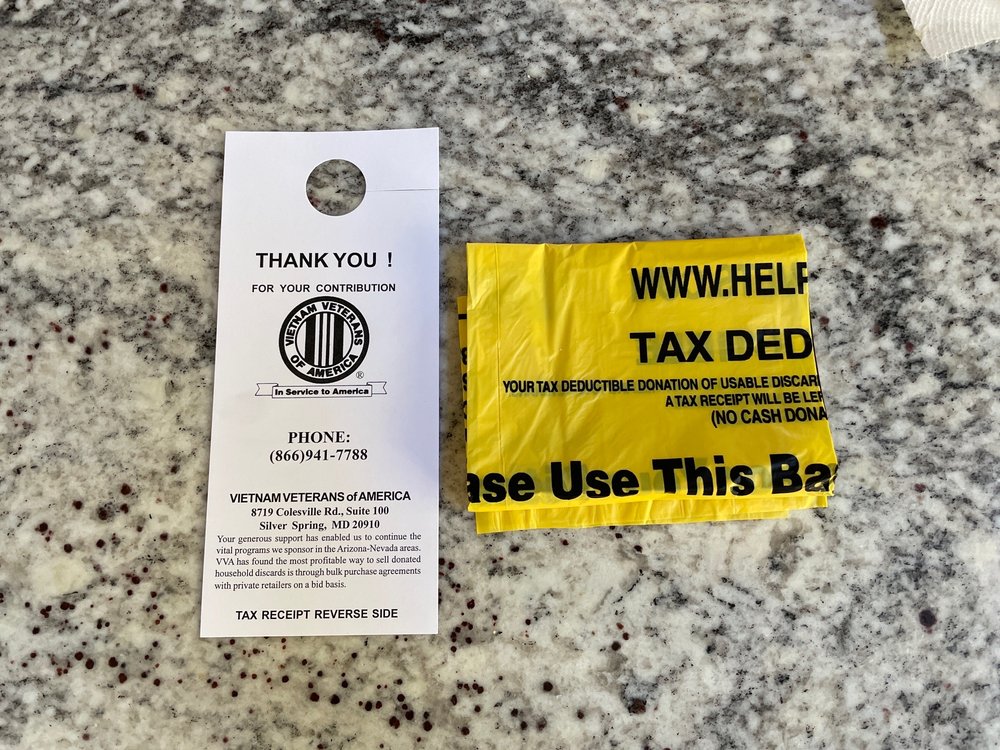 THANK YOU !
FOR YOUR CONTRIBUTION
VIETNAM VETERANS
OF AMERICA
®
In Service to America
PHONE:
(866)941-7788
VIETNAM VETERANS of AMERICA
8719 Colesville Rd., Suite 100
Silver Spring, MD 20910
Your generous support has enabled us to continue the
vital programs we sponsor in the Arizona-Nevada areas.
VVA has found the most profitable way to sell donated
household discards is through bulk purchase agreements
with private retailers on a bid basis.
TAX RECEIPT REVERSE SIDE
WWW.HELP
TAX DED
YOUR TAX DEDUCTIBLE DONATION OF USABLE DISCAR
A TAX RECEIPT WILL BE LEF
(NO CASH DONA
ase Use This Ba